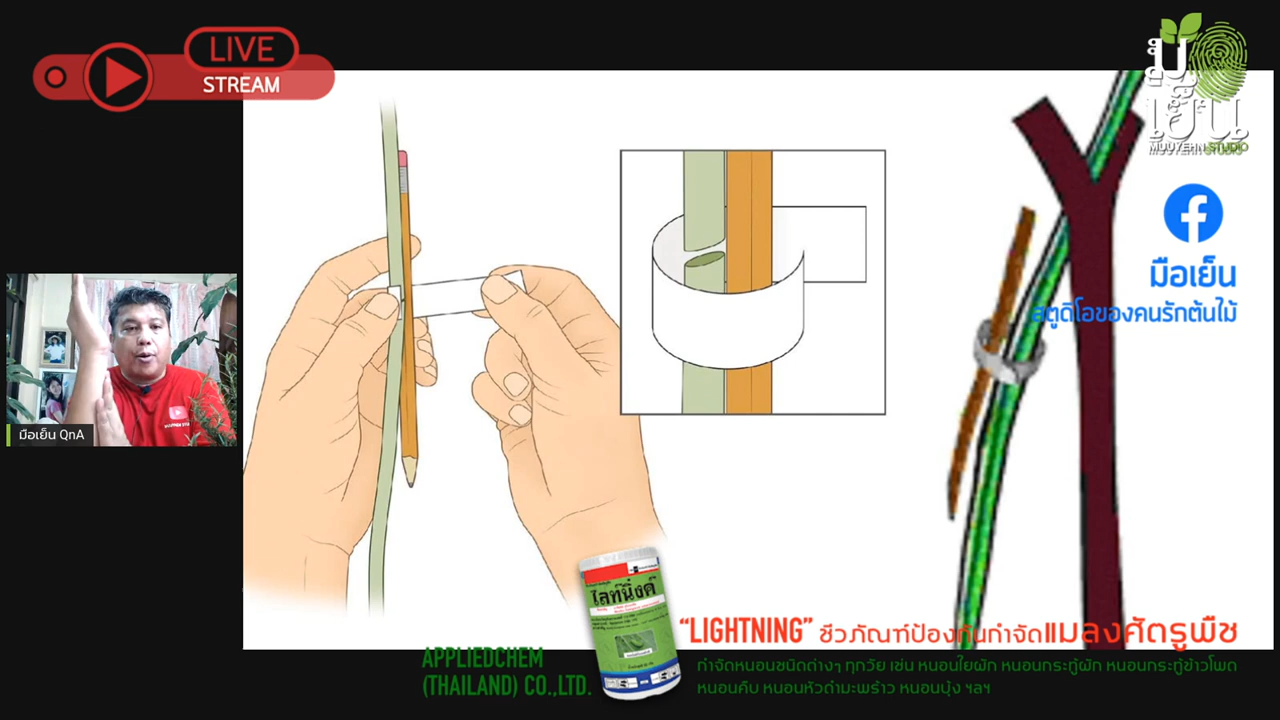 LIVE
STREAM
มือเย็น
MUUYEHN STUDIO
มือเย็น
สตูดิโอของคนรักต้นไม้
มือเย็น QnA
ไลท์นิ่งค์
"LIGHTNING" ชีวภัณฑ์ป้องกันกำจัดแมลงศัตรูพืช
APPLIEDCHEM
(THAILAND) CO.,LTD.
กำจัดหนอนชนิดต่างๆ ทุกวัย เช่น หนอนใยผัก หนอนกระทู้ผัก หนอนกระทู้ข้าวโพด
หนอนคืบ หนอนหัวดำมะพร้าว หนอนบุ้ง ฯลฯ